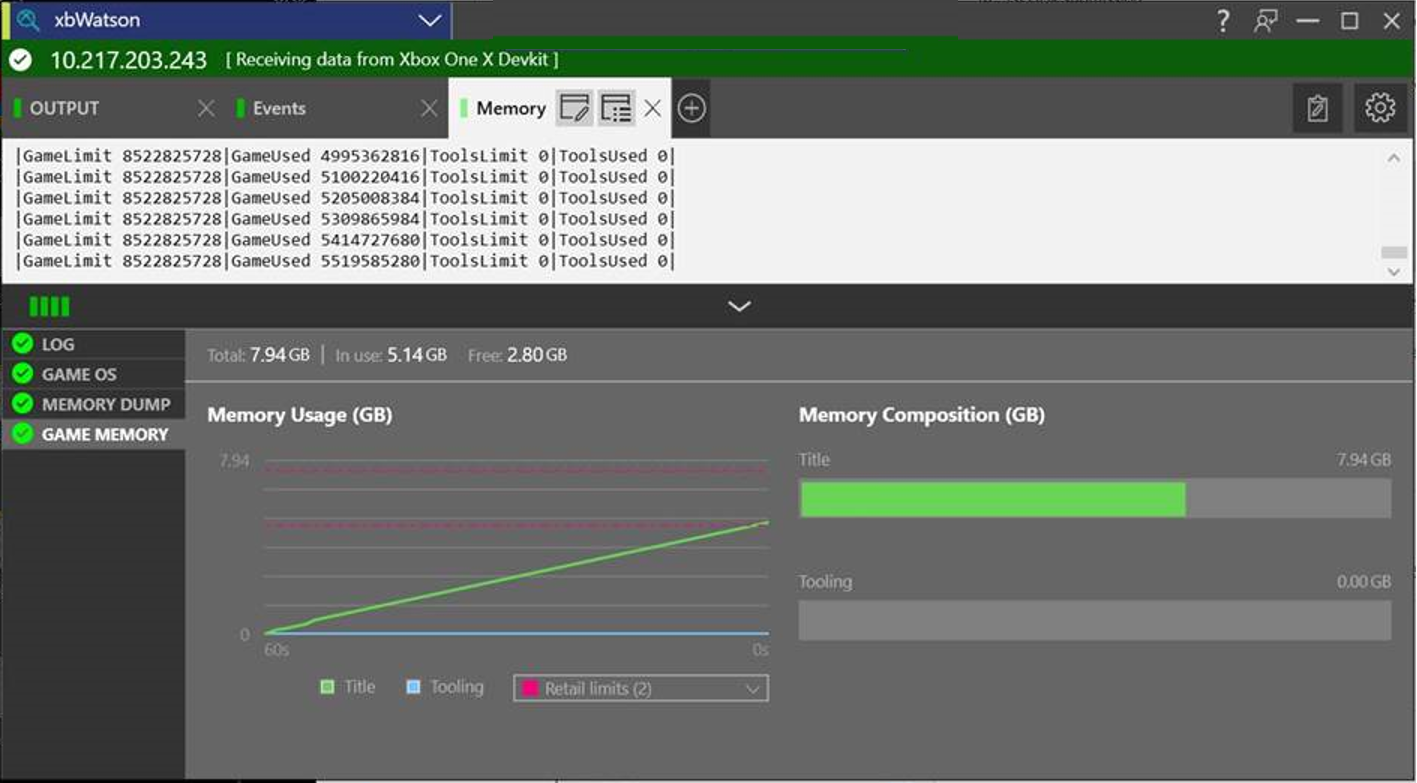 xbWatson
?
10.217.203.243 [ Receiving data from Xbox One X Devkit ]
OUTPUT
Events
Memory
|GameLimit 8522825728|GameUsed 4995362816|ToolsLimit 0|ToolsUsed 0|
|GameLimit 8522825728|GameUsed 5100220416|ToolsLimit 0|ToolsUsed 0|
|GameLimit 8522825728|GameUsed 5205008384|ToolsLimit 0|ToolsUsed 0|
|GameLimit 8522825728|GameUsed 5309865984|ToolsLimit 0|ToolsUsed 0|
|GameLimit 8522825728|GameUsed 5414727680|ToolsLimit 0|ToolsUsed 0|
|GameLimit 8522825728|GameUsed 5519585280|ToolsLimit 0|ToolsUsed 0|
LOG
GAME OS
MEMORY DUMP
GAME MEMORY
Total: 7.94 GB | In use: 5.14 GB Free: 2.80 GB
Memory Usage (GB)
7.94
0
60s 0s
Title Tooling Retail limits (2)
Memory Composition (GB)
Title 7.94 GB
Tooling 0.00 GB